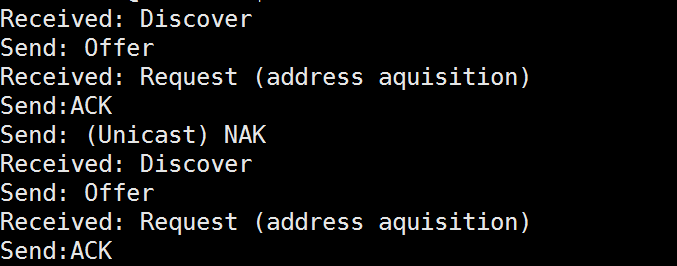 Received: Discover
Send: Offer
Received: Request (address aquisition)
Send:ACK
Send: (Unicast) NAK
Received: Discover
Send: Offer
Received: Request (address aquisition)
Send:ACK